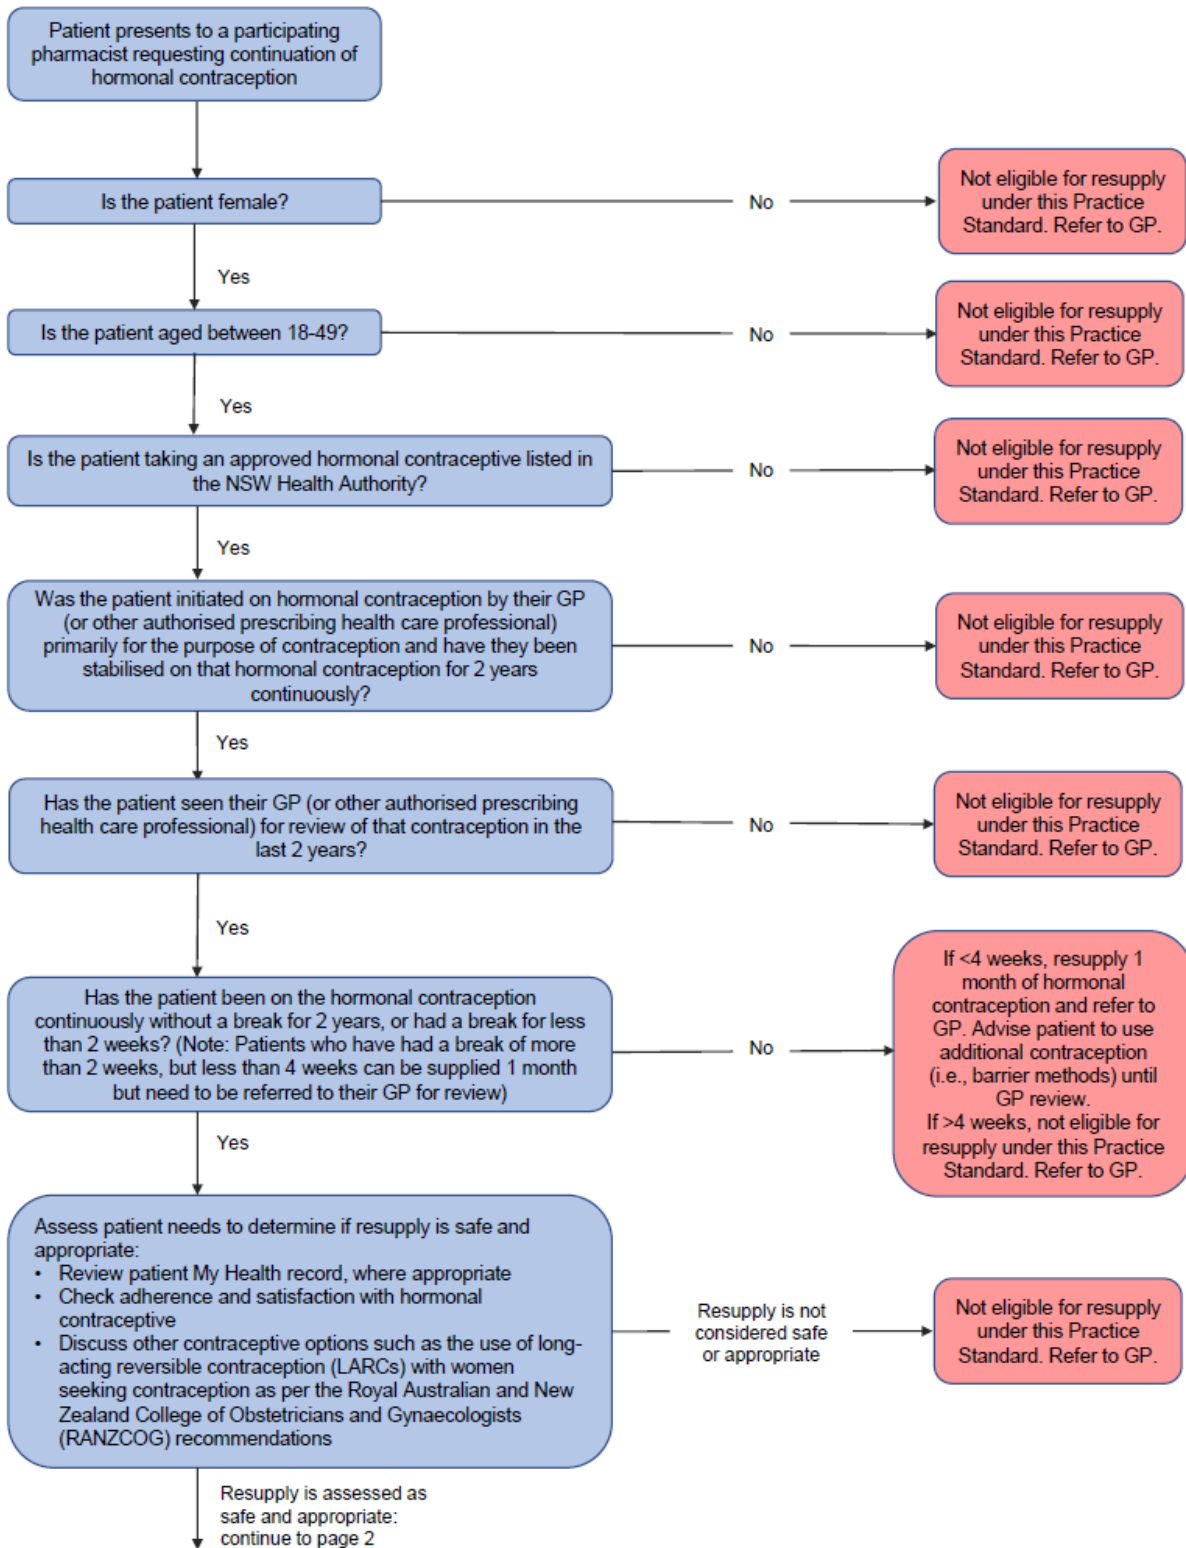 Patient presents to a participating
pharmacist requesting continuation of
hormonal contraception
Is the patient female?
No
Not eligible for resupply
under this Practice
Standard. Refer to GP.
Yes
Is the patient aged between 18-49?
No
Not eligible for resupply
under this Practice
Standard. Refer to GP.
Yes
Is the patient taking an approved hormonal contraceptive listed in
the NSW Health Authority?
No
Not eligible for resupply
under this Practice
Standard. Refer to GP.
Yes
Was the patient initiated on hormonal contraception by their GP
(or other authorised prescribing health care professional)
primarily for the purpose of contraception and have they been
stabilised on that hormonal contraception for 2 years
continuously?
No
Not eligible for resupply
under this Practice
Standard. Refer to GP.
Yes
Has the patient seen their GP (or other authorised prescribing
health care professional) for review of that contraception in the
last 2 years?
No
Not eligible for resupply
under this Practice
Standard. Refer to GP.
Yes
Has the patient been on the hormonal contraception
continuously without a break for 2 years, or had a break for less
than 2 weeks? (Note: Patients who have had a break of more
than 2 weeks, but less than 4 weeks can be supplied 1 month
but need to be referred to their GP for review)
No
If <4 weeks, resupply 1
month of hormonal
contraception and refer to
GP. Advise patient to use
additional contraception
(i.e., barrier methods) until
GP review.
If >4 weeks, not eligible for
resupply under this Practice
Standard. Refer to GP.
Yes
Assess patient needs to determine if resupply is safe and
appropriate:
• Review patient My Health record, where appropriate
• Check adherence and satisfaction with hormonal
contraceptive
• Discuss other contraceptive options such as the use of long-
acting reversible contraception (LARCs) with women
seeking contraception as per the Royal Australian and New
Zealand College of Obstetricians and Gynaecologists
(RANZCOG) recommendations
Resupply is not
considered safe
or appropriate
Not eligible for resupply
under this Practice
Standard. Refer to GP.
Resupply is assessed as
safe and appropriate:
continue to page 2